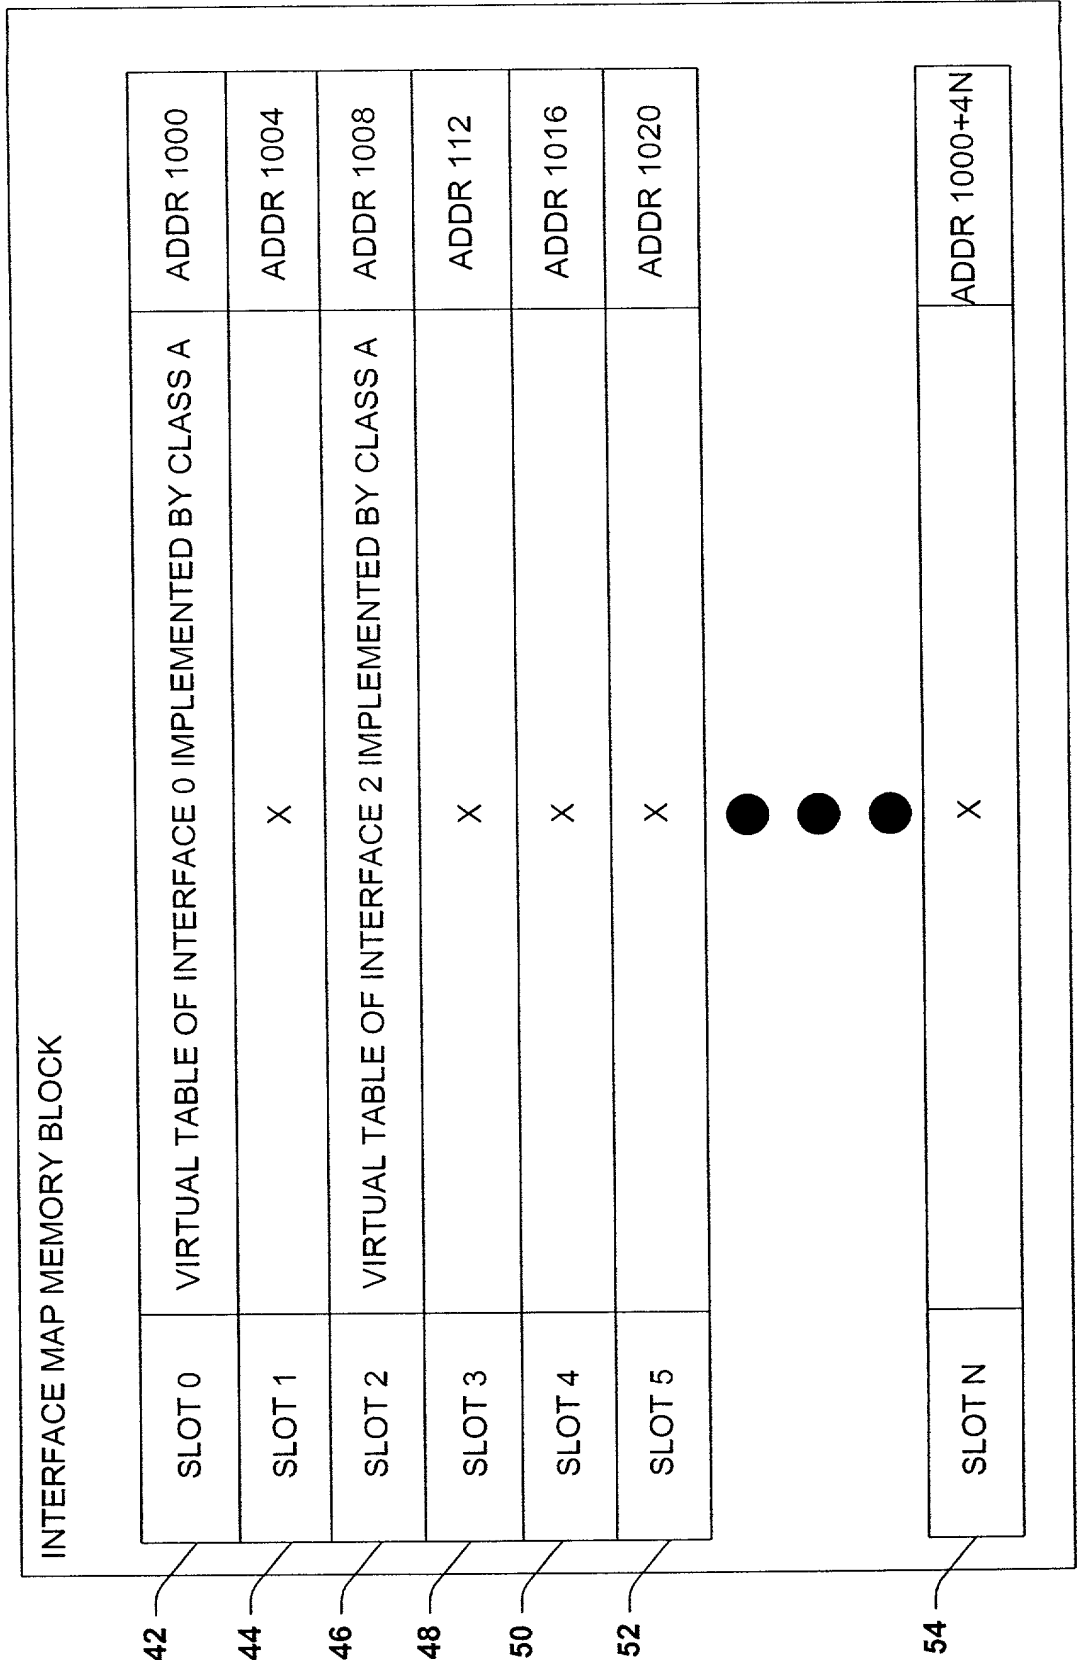 INTERFACE MAP MEMORY BLOCK
42 SLOT 0 VIRTUAL TABLE OF INTERFACE 0 IMPLEMENTED BY CLASS A ADDR 1000
44 SLOT 1 X ADDR 1004
46 SLOT 2 VIRTUAL TABLE OF INTERFACE 2 IMPLEMENTED BY CLASS A ADDR 1008
48 SLOT 3 X ADDR 112
50 SLOT 4 X ADDR 1016
52 SLOT 5 X ADDR 1020
54 SLOT N X ADDR 1000+4N